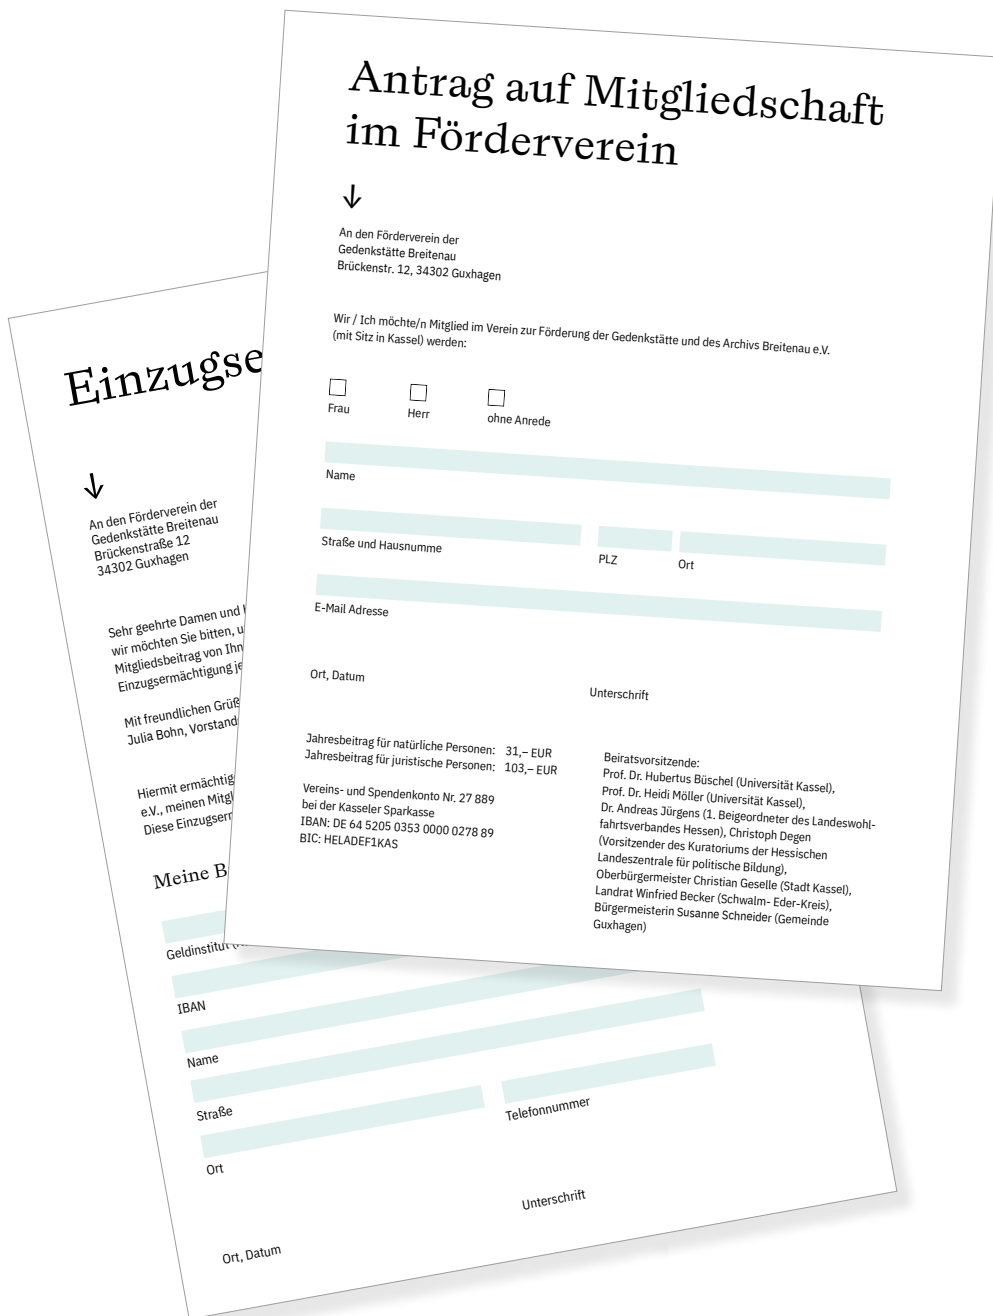 Antrag auf Mitgliedschaft
im Förderverein
An den Förderverein der
Gedenkstätte Breitenau
Brückenstr. 12, 34302 Guxhagen
Wir / Ich möchte/n Mitglied im Verein zur Förderung der Gedenkstätte und des Archivs Breitenau e.V.
(mit Sitz in Kassel) werden:
Frau
Herr
ohne Anrede
Name
Straße und Hausnumme
PLZ
Ort
E-Mail Adresse
Ort, Datum
Unterschrift
Jahresbeitrag für natürliche Personen: 31,– EUR
Jahresbeitrag für juristische Personen: 103,– EUR
Vereins- und Spendenkonto Nr. 27 889
bei der Kasseler Sparkasse
IBAN: DE 64 5205 0353 0000 0278 89
BIC: HELADEF1KAS
Beiratsvorsitzende:
Prof. Dr. Hubertus Büschel (Universität Kassel),
Prof. Dr. Heidi Möller (Universität Kassel),
Dr. Andreas Jürgens (1. Beigeordneter des Landeswohl-
fahrtsverbandes Hessen), Christoph Degen
(Vorsitzender des Kuratoriums der Hessischen
Landeszentrale für politische Bildung),
Oberbürgermeister Christian Geselle (Stadt Kassel),
Landrat Winfried Becker (Schwalm- Eder-Kreis),
Bürgermeisterin Susanne Schneider (Gemeinde
Guxhagen)
Einzugse
An den Förderverein der
Gedenkstätte Breitenau
Brückenstraße 12
34302 Guxhagen
Sehr geehrte Damen und
wir möchten Sie bitten, u
Mitgliedsbeitrag von Ihn
Einzugsermächtigung je
Mit freundlichen Grüß
Julia Bohn, Vorstand
Hiermit ermächtig
e.V., meinen Mitgl
Diese Einzugserm
Meine B
Geldinstitut
IBAN
Name
Straße
Ort
Telefonnummer
Ort, Datum
Unterschrift